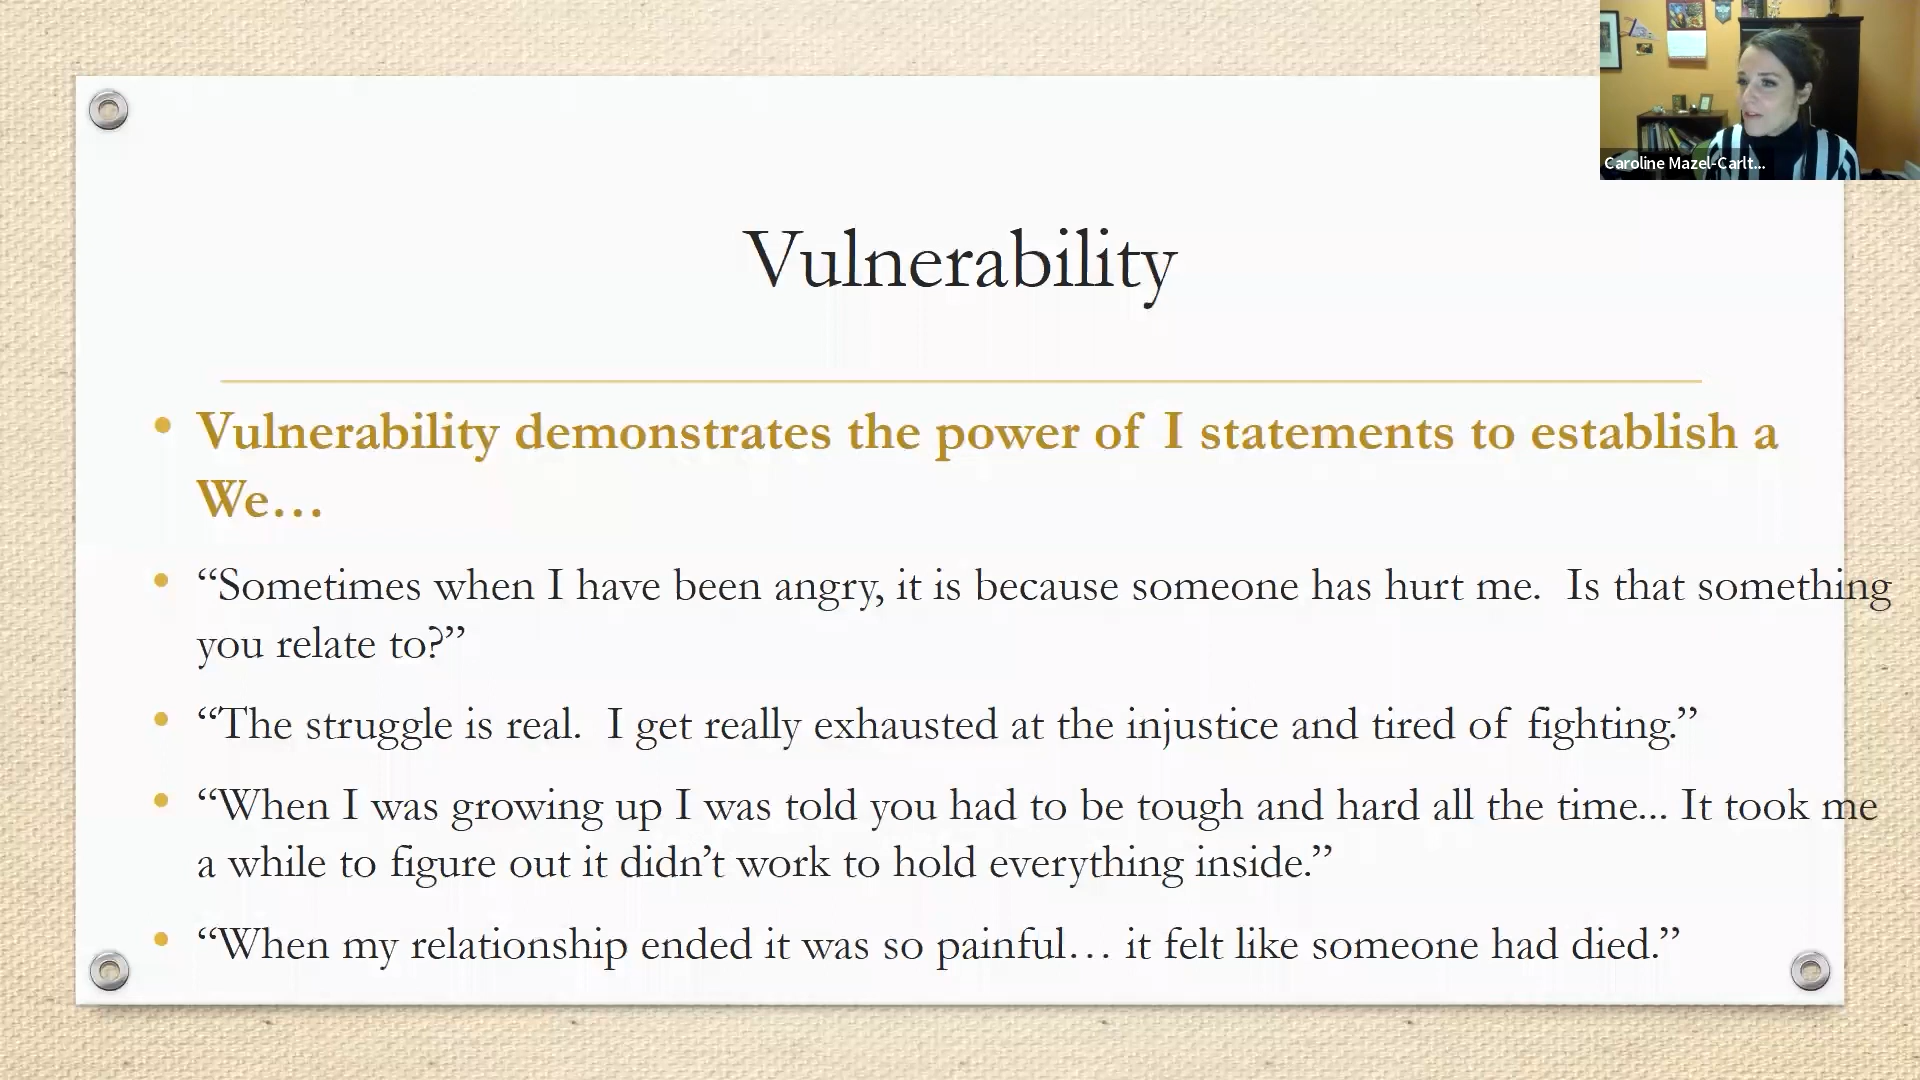 Caroline Mazel-Carlt...
Vulnerability
• Vulnerability demonstrates the power of I statements to establish a
We…
• “Sometimes when I have been angry, it is because someone has hurt me.  Is that something
you relate to?”
• “The struggle is real.  I get really exhausted at the injustice and tired of fighting.”
• “When I was growing up I was told you had to be tough and hard all the time... It took me
a while to figure out it didn’t work to hold everything inside.”
• “When my relationship ended it was so painful… it felt like someone had died.”